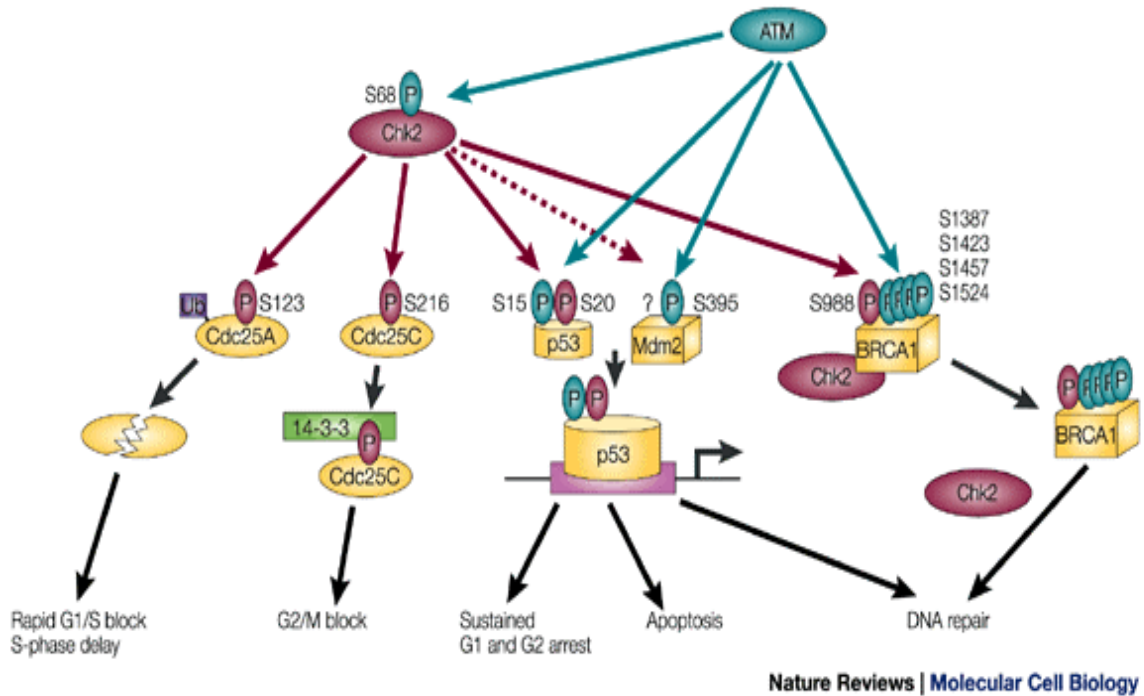 ATM
S68 P
Chk2
S1387
S1423
S1457
S1524
Ub P S123
Cdc25A
P S216
Cdc25C
S15 P P S20
p53
? P S395
Mdm2
S988 P P P P P
BRCA1
Chk2
14-3-3
P
Cdc25C
P P
p53
P P P P P
BRCA1
Chk2
Rapid G1/S block
S-phase delay
G2/M block
Sustained
G1 and G2 arrest
Apoptosis
DNA repair
Nature Reviews | Molecular Cell Biology